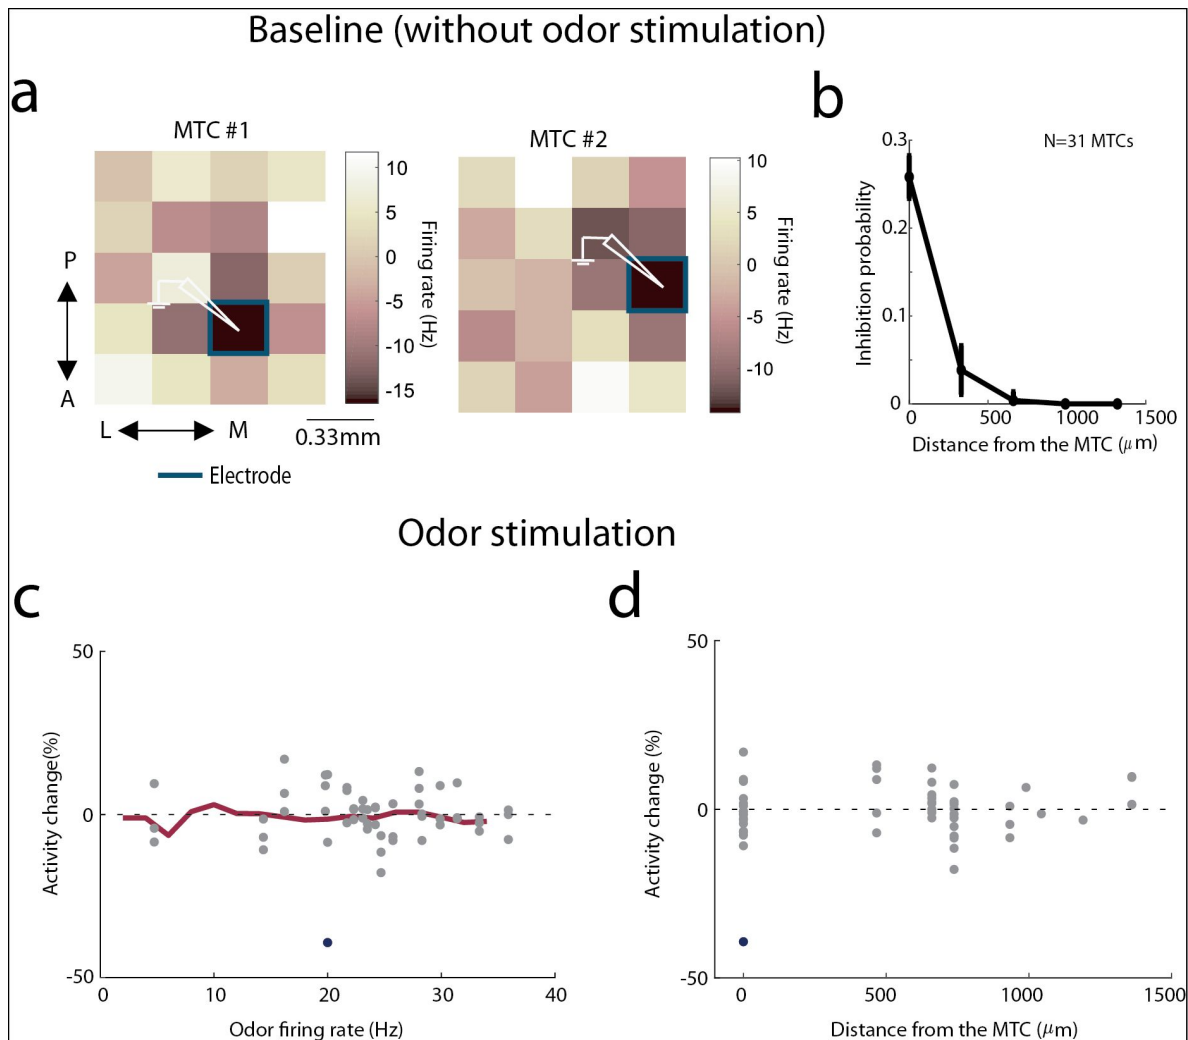 Baseline (without odor stimulation)
a
MTC #1
10
5
0
-5
-10
-15
Firing rate (Hz)
P
A
L
M
0.33mm
Electrode
MTC #2
10
5
0
-5
-10
Firing rate (Hz)
b
N=31 MTCs
0.3
0.2
0.1
0
Inhibition probability
0
500
1000
1500
Distance from the MTC (μm)
Odor stimulation
c
50
0
-50
Activity change(%)
0
10
20
30
40
Odor firing rate (Hz)
d
50
0
-50
Activity change (%)
0
500
1000
1500
Distance from the MTC (μm)